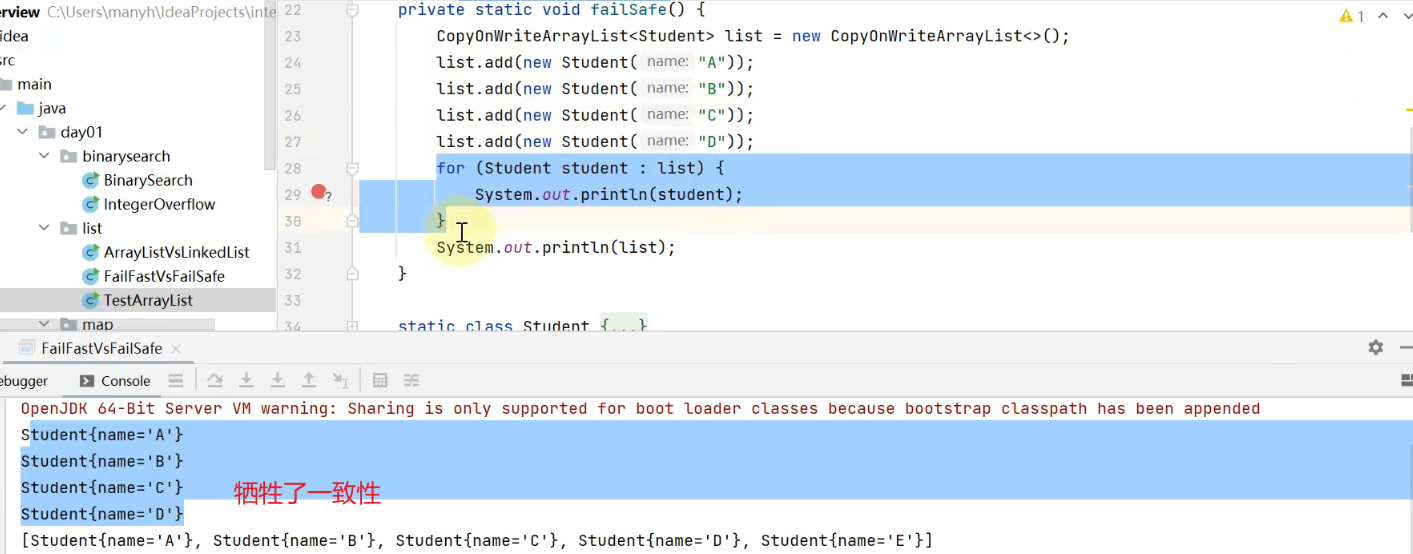 erview C:\Users\manyh\IdeaProjects\inte
idea
src
main
java
day01
binarysearch
BinarySearch
IntegerOverflow
list
ArrayListVsLinkedList
FailFastVsFailSafe
TestArrayList
map
22 private static void failSafe() {
23 CopyOnWriteArrayList<Student> list = new CopyOnWriteArrayList<>();
24 list.add(new Student( name: "A"));
25 list.add(new Student( name: "B"));
26 list.add(new Student( name: "C"));
27 list.add(new Student( name: "D"));
28 for (Student student : list) {
29 System.out.println(student);
30 }
31 System.out.println(list);
32 }
33
34 static class Student {...}
1
FailFastVsFailSafe
ebugger Console
OpenJDK 64-Bit Server VM warning: Sharing is only supported for boot loader classes because bootstrap classpath has been appended
Student{name='A'}
Student{name='B'}
Student{name='C'} 牺牲了一致性
Student{name='D'}
[Student{name='A'}, Student{name='B'}, Student{name='C'}, Student{name='D'}, Student{name='E'}]